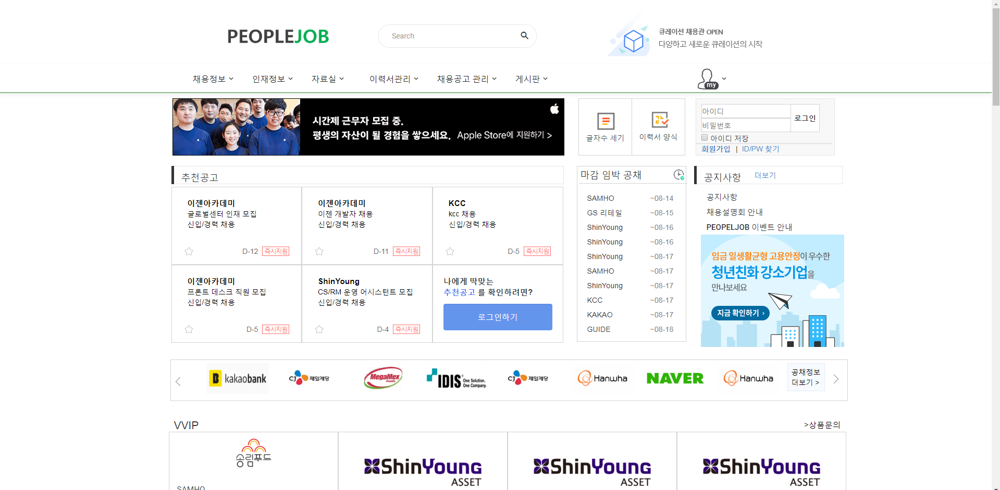 PEOPLEJOB
Search
큐레이션 채용관 OPEN
다양하고 새로운 큐레이션의 시작
채용정보
인재정보
자료실
이력서관리
채용공고 관리
게시판
my
시간제 근무자 모집 중.
평생의 자산이 될 경험을 쌓으세요. Apple Store에 지원하기 >
글자수 세기
이력서 양식
아이디
비밀번호
로그인
아이디 저장
회원가입 | ID/PW 찾기
추천공고
이젠아카데미
글로벌센터 인재 모집
신입/경력 채용
D-12 즉시지원
이젠아카데미
이젠 개발자 채용
신입/경력 채용
D-11 즉시지원
KCC
kcc 채용
신입/경력 채용
D-5 즉시지원
이젠아카데미
프론트 데스크 직원 모집
신입/경력 채용
D-5 즉시지원
ShinYoung
CS/RM 운영 어시스턴트 모집
신입/경력 채용
D-4 즉시지원
나에게 딱맞는
추천공고 를 확인하려면?
로그인하기
마감 임박 공채
SAMHO ~08-14
GS 리테일 ~08-15
ShinYoung ~08-16
ShinYoung ~08-16
ShinYoung ~08-17
SAMHO ~08-17
ShinYoung ~08-17
KCC ~08-17
KAKAO ~08-17
GUIDE ~08-18
공지사항 더보기
공지사항
채용설명회 안내
PEOPELJOB 이벤트 안내
임금 일생활균형 고용안정이 우수한
청년친화 강소기업을
만나보세요
지금 확인하기 ›
B kakaobank
CJ 제일제당
MegaMex
Foods
IDIS One Solution.
One Company.
CJ 제일제당
Hanwha
NAVER
Hanwha
공채정보
더보기 >
VVIP
>상품문의
송림푸드
SAMHO
ShinYoung
ASSET
ShinYoung
ASSET
ShinYoung
ASSET